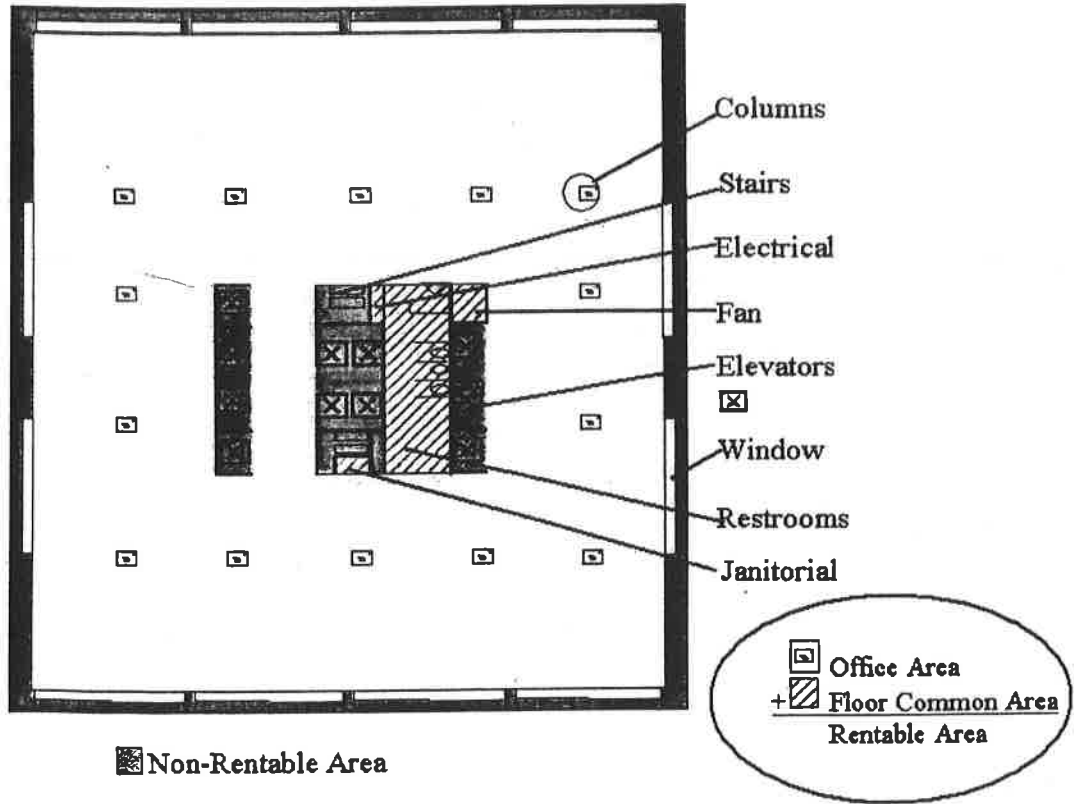 Columns
Stairs
Electrical
Fan
Elevators
Window
Restrooms
Janitorial
Office Area
+ Floor Common Area
Rentable Area
Non-Rentable Area